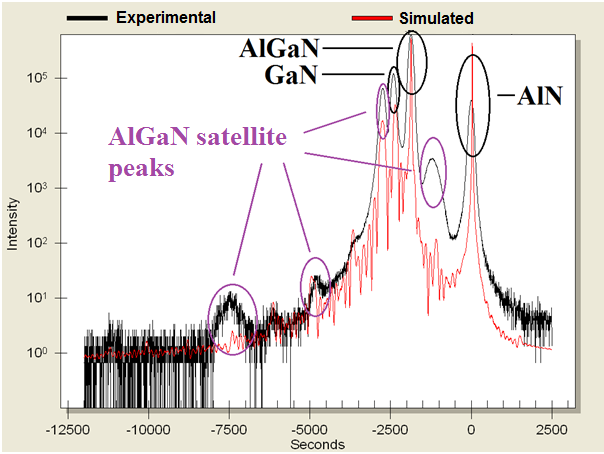 Experimental
Simulated
AlGaN
GaN
AlN
AlGaN satellite
peaks
Intensity
10⁵
10⁴
10³
10²
10¹
10⁰
-12500 -10000 -7500 -5000 -2500 0 2500
Seconds